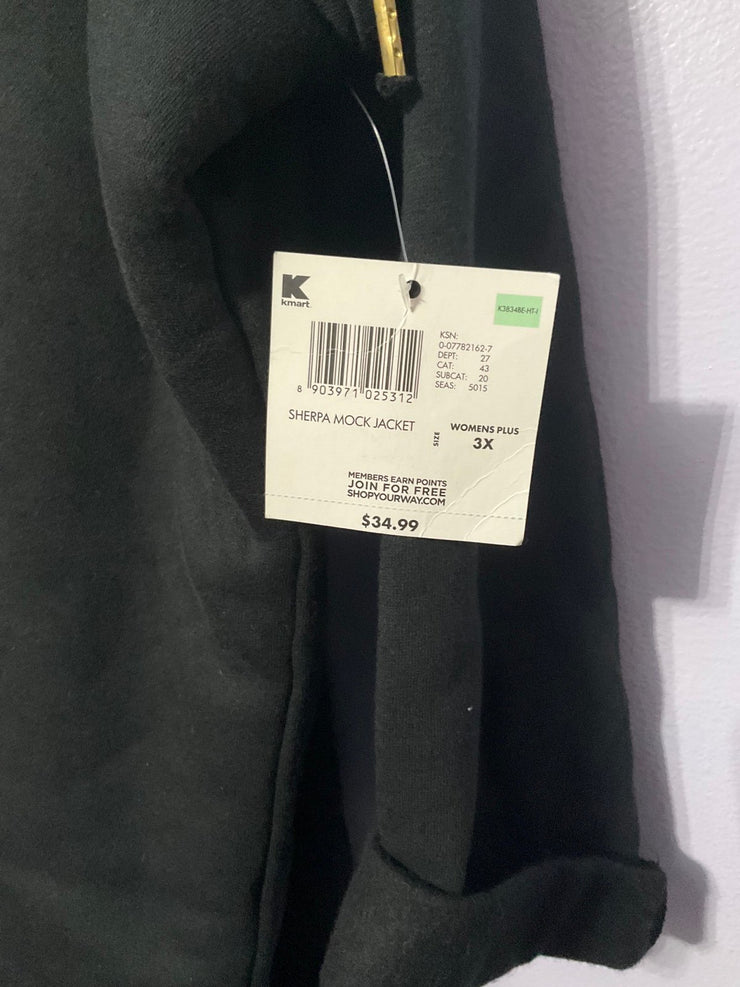 K
kmart
K3834BE-HT-I
KSN:
0-07782162-7
DEPT: 27
CAT: 43
SUBCAT: 20
SEAS: 5015
8 903971 025312
SHERPA MOCK JACKET
SIZE
WOMENS PLUS
3X
MEMBERS EARN POINTS
JOIN FOR FREE
SHOPYOURWAY.COM
$34.99